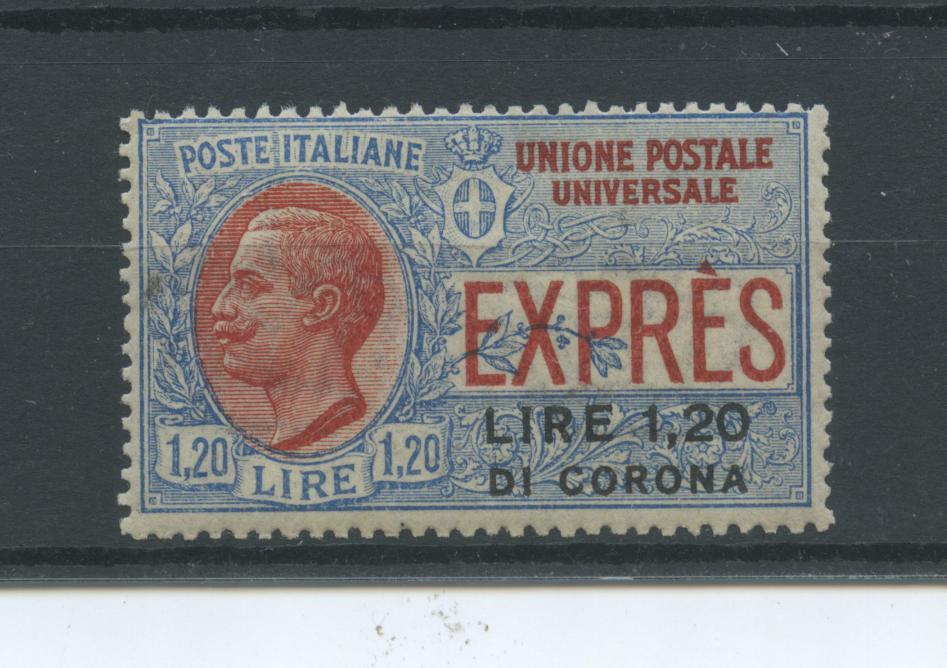 POSTE ITALIANE
UNIONE POSTALE
UNIVERSALE
EXPRÈS
LIRE 1,20
DI CORONA
1,20 LIRE 1,20